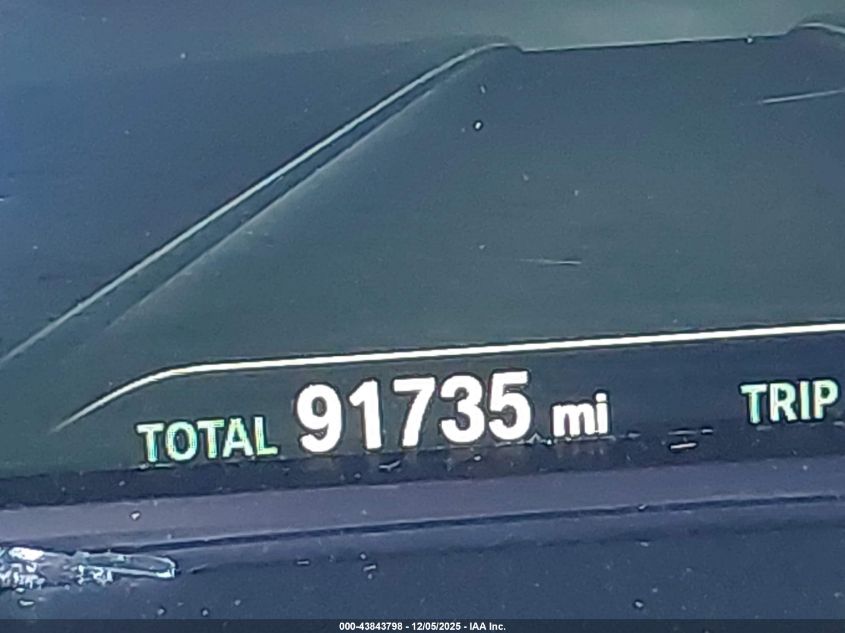 TOTAL 91735 mi TRIP
000-43843798 - 12/05/2025 - IAA Inc.